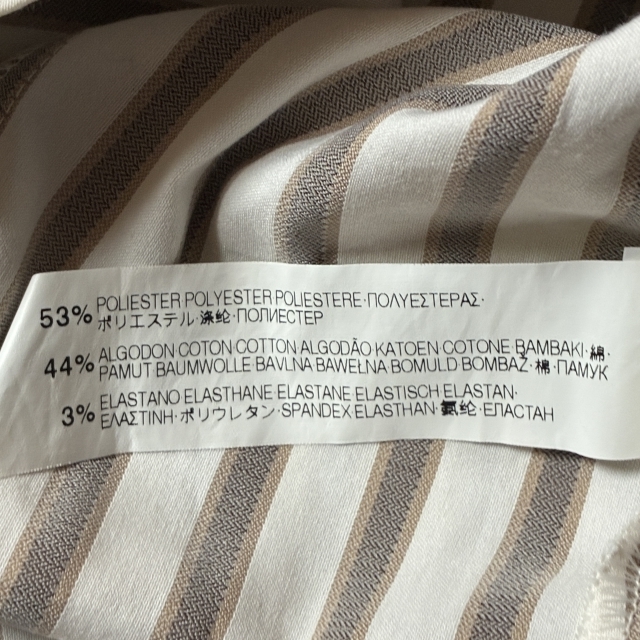 53% POLIESTER POLYESTER POLIESTERE·ΠΟΛΥΕΣΤΕΡΑΣ·
ポリエステル·涤纶·ПОЛИЕСТЕР
44% ALGODON COTON COTTON ALGODÃO KATOEN COTONE BAMBAKI·綿·
PAMUT BAUMWOLLE BAVLNA BAWEŁNA BOMULD BOMBAŽ·棉·ПАМУК
3% ELASTANO ELASTHANE ELASTANE ELASTISCH ELASTAN·
ΕΛΑΣΤΙΝΗ·ポリウレタン·SPANDEX ELASTHAN·氨纶·ЕЛАСТАН